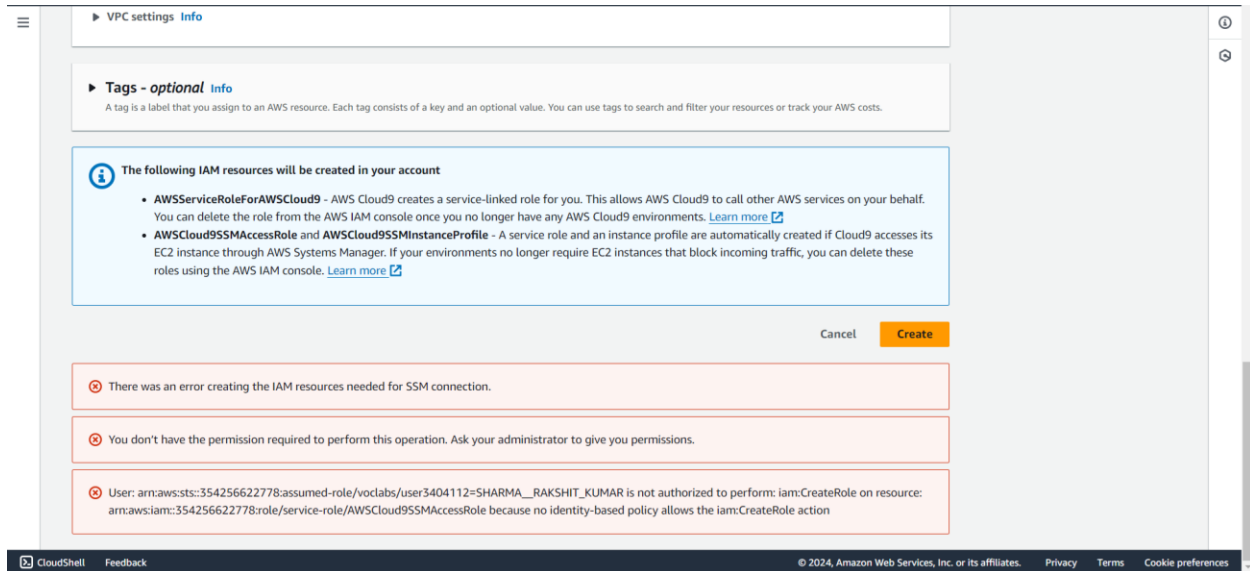 VPC settings Info
Tags - optional Info
A tag is a label that you assign to an AWS resource. Each tag consists of a key and an optional value. You can use tags to search and filter your resources or track your AWS costs.
The following IAM resources will be created in your account
• AWSServiceRoleForAWSCloud9 - AWS Cloud9 creates a service-linked role for you. This allows AWS Cloud9 to call other AWS services on your behalf.
You can delete the role from the AWS IAM console once you no longer have any AWS Cloud9 environments. Learn more
• AWSCloud9SSMAccessRole and AWSCloud9SSMInstanceProfile - A service role and an instance profile are automatically created if Cloud9 accesses its
EC2 instance through AWS Systems Manager. If your environments no longer require EC2 instances that block incoming traffic, you can delete these
roles using the AWS IAM console. Learn more
Cancel Create
There was an error creating the IAM resources needed for SSM connection.
You don't have the permission required to perform this operation. Ask your administrator to give you permissions.
User: arn:aws:sts::354256622778:assumed-role/voclabs/user3404112=SHARMA__RAKSHIT_KUMAR is not authorized to perform: iam:CreateRole on resource:
arn:aws:iam::354256622778:role/service-role/AWSCloud9SSMAccessRole because no identity-based policy allows the iam:CreateRole action
CloudShell Feedback © 2024, Amazon Web Services, Inc. or its affiliates. Privacy Terms Cookie preferences